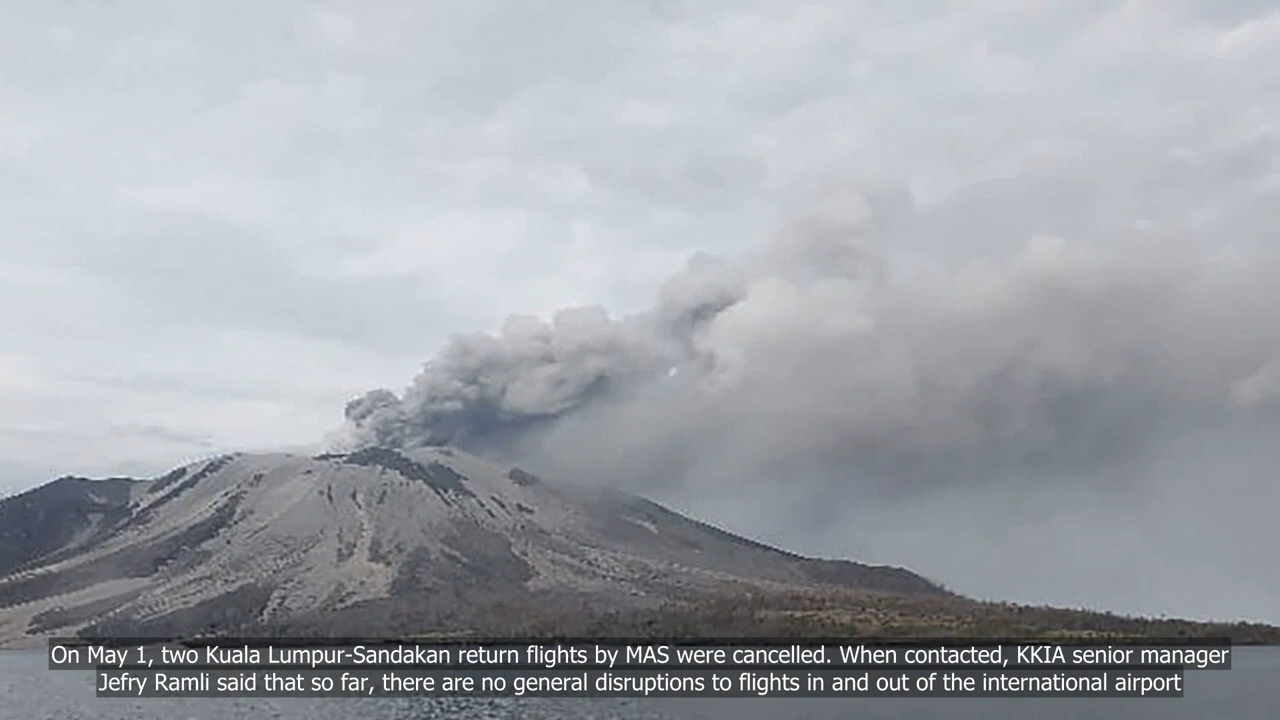 On May 1, two Kuala Lumpur-Sandakan return flights by MAS were cancelled. When contacted, KKIA senior manager
Jefry Ramli said that so far, there are no general disruptions to flights in and out of the international airport